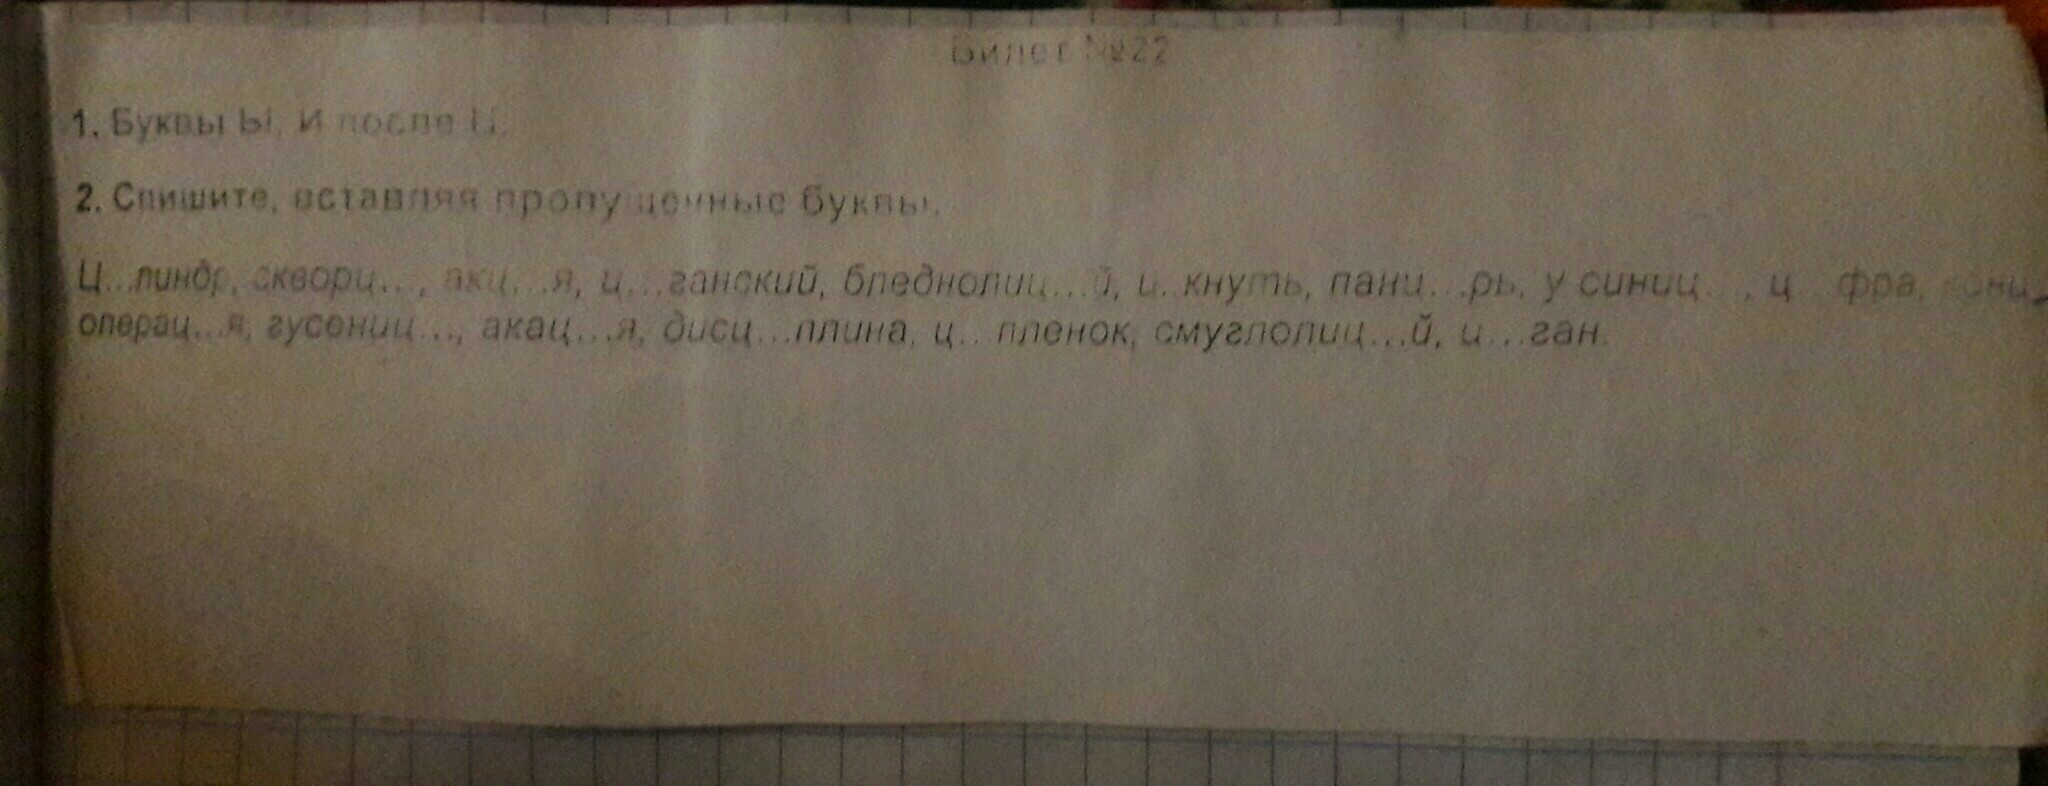 Билет №22
1. Буквы Ы, И после Ц.
2. Спишите, вставляя пропущенные буквы.
Ц...линдр, скворц..., акц...я, ц...ганский, бледнолиц...й, ц...кнуть, панц...рь, у синиц..., ц...фра,
операц...я, гусениц..., акац...я, дисц...плина, ц...пленок, смуглолиц...й, ц...ган.